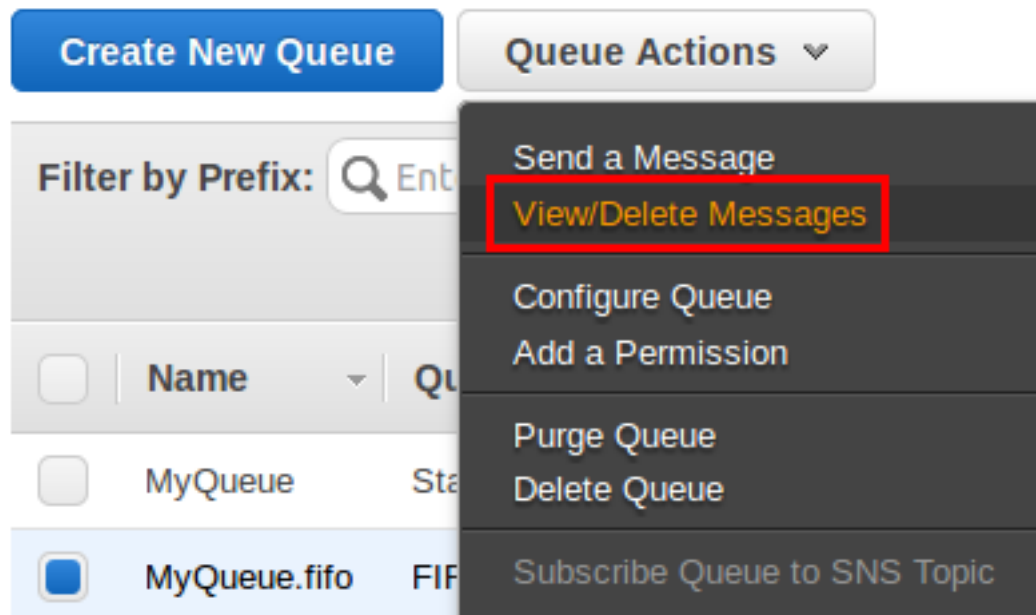 Create New Queue
Queue Actions
Send a Message
View/Delete Messages
Configure Queue
Add a Permission
Purge Queue
Delete Queue
Subscribe Queue to SNS Topic
Filter by Prefix:
Name
MyQueue
MyQueue.fifo